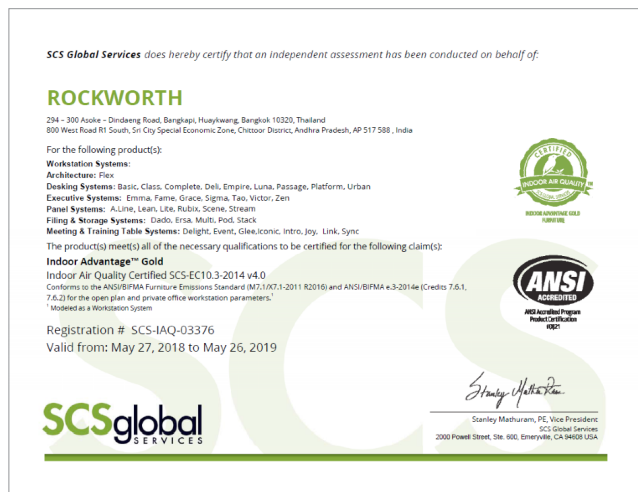 SCS Global Services does hereby certify that an independent assessment has been conducted on behalf of:
ROCKWORTH
294 – 300 Asoke – Dindaeng Road, Bangkapi, Huaykwang, Bangkok 10320, Thailand
800 West Road R1 South, Sri City Special Economic Zone, Chittoor District, Andhra Pradesh, AP 517 588 , India
For the following product(s):
Workstation Systems:
Architecture: Flex
Desking Systems: Basic, Class, Complete, Deli, Empire, Luna, Passage, Platform, Urban
Executive Systems: Emma, Fame, Grace, Sigma, Tao, Victor, Zen
Panel Systems: A.Line, Lean, Lite, Rubix, Scene, Stream
Filing & Storage Systems: Dado, Ersa, Multi, Pod, Stack
Meeting & Training Table Systems: Delight, Event, Glee,Iconic, Intro, Joy, Link, Sync
CERTIFIED
INDOOR AIR QUALITY
INDOOR ADVANTAGE GOLD
FURNITURE
The product(s) meet(s) all of the necessary qualifications to be certified for the following claim(s):
Indoor Advantage™ Gold
Indoor Air Quality Certified SCS-EC10.3-2014 v4.0
Conforms to the ANSI/BIFMA Furniture Emissions Standard (M7.1/X7.1-2011 R2016) and ANSI/BIFMA e.3-2014e (Credits 7.6.1,
7.6.2) for the open plan and private office workstation parameters.¹
¹ Modeled as a Workstation System
ANSI
ACCREDITED
ANSI Accredited Program
Product Certification
Registration # SCS-IAQ-03376
Valid from: May 27, 2018 to May 26, 2019
SCSglobal
SERVICES
Stanley Mathuram, PE, Vice President
SCS Global Services
2000 Powell Street, Ste. 600, Emeryville, CA 94608 USA
SCS